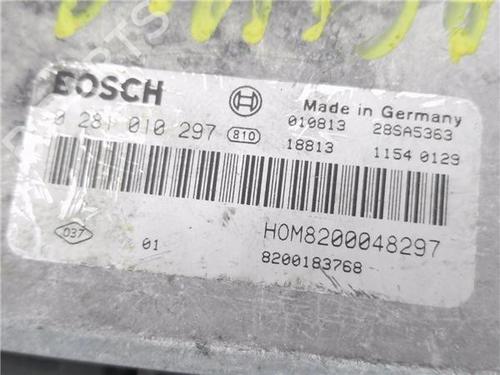 BOSCH
Made in Germany
0 281 010 297 810
010813 28SA5363
18813 1154 0129
037
01
HOM8200048297
8200183768